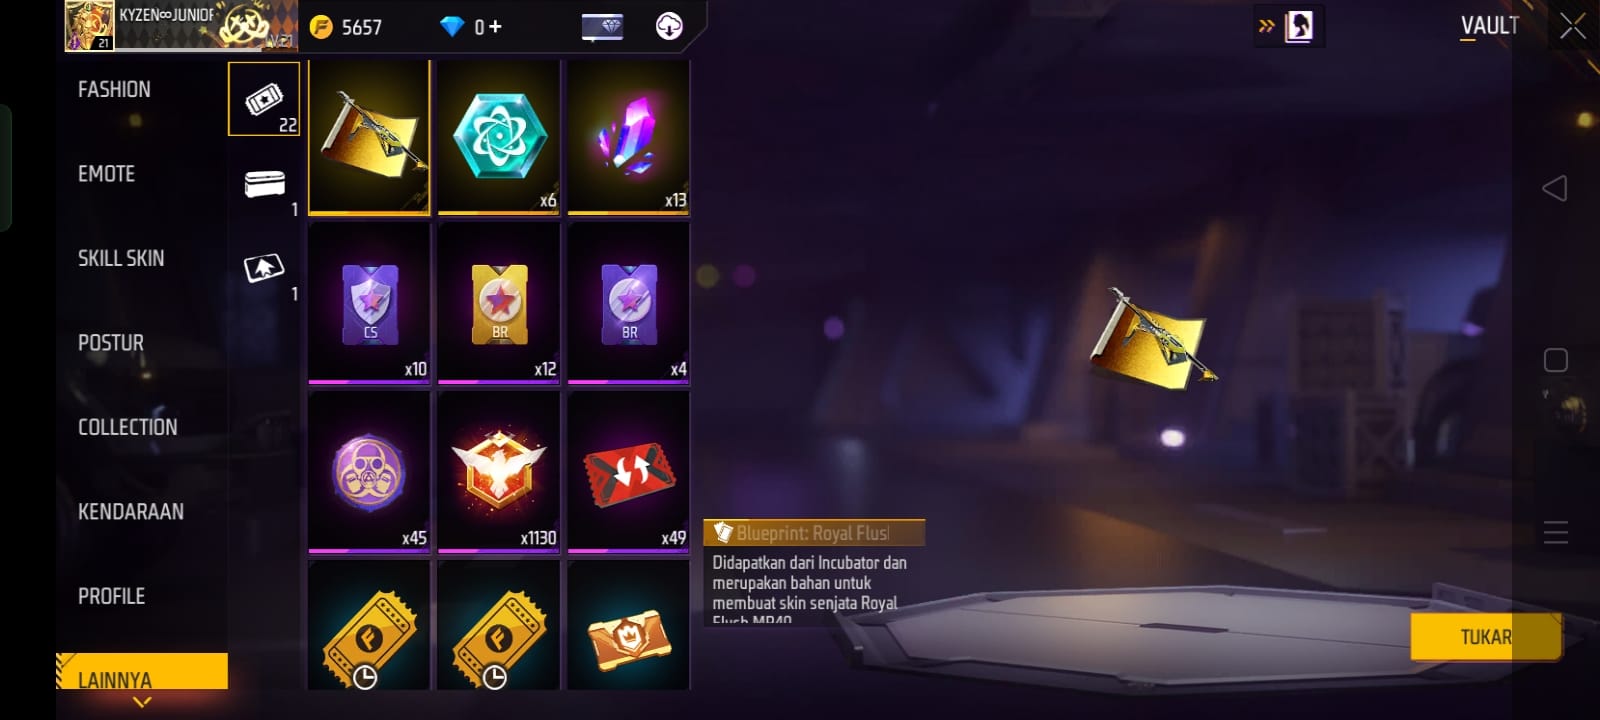 KYZEN∞JUNIOR
21
5657
0+
VAULT
FASHION
EMOTE
SKILL SKIN
POSTUR
COLLECTION
KENDARAAN
PROFILE
LAINNYA
22
1
1
x6
x13
CS
x10
BR
x12
BR
x4
x45
x1130
x49
Blueprint: Royal Flus
Didapatkan dari Incubator dan
merupakan bahan untuk
membuat skin senjata Royal
Flush MP40
TUKAR